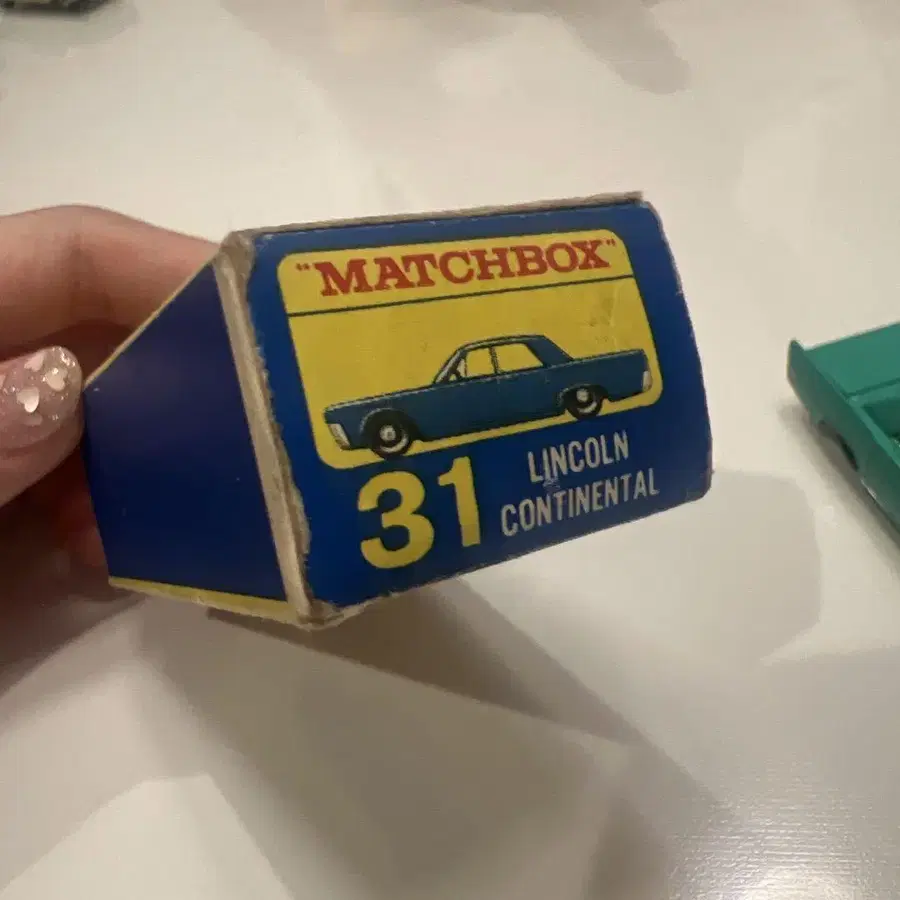 "MATCHBOX"
31
LINCOLN
CONTINENTAL